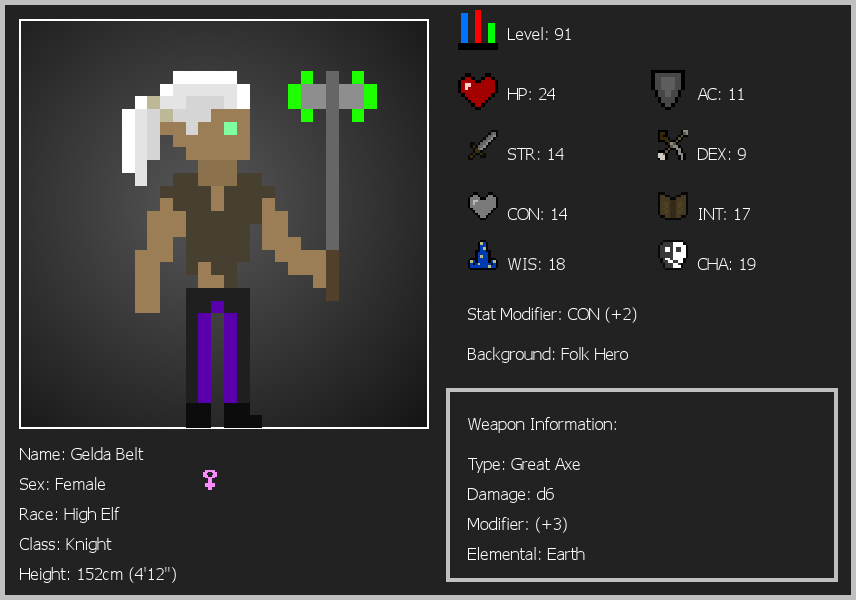 Level: 91
HP: 24
AC: 11
STR: 14
DEX: 9
CON: 14
INT: 17
WIS: 18
CHA: 19
Stat Modifier: CON (+2)
Background: Folk Hero
Weapon Information:
Type: Great Axe
Damage: d6
Modifier: (+3)
Elemental: Earth
Name: Gelda Belt
Sex: Female
Race: High Elf
Class: Knight
Height: 152cm (4'12")